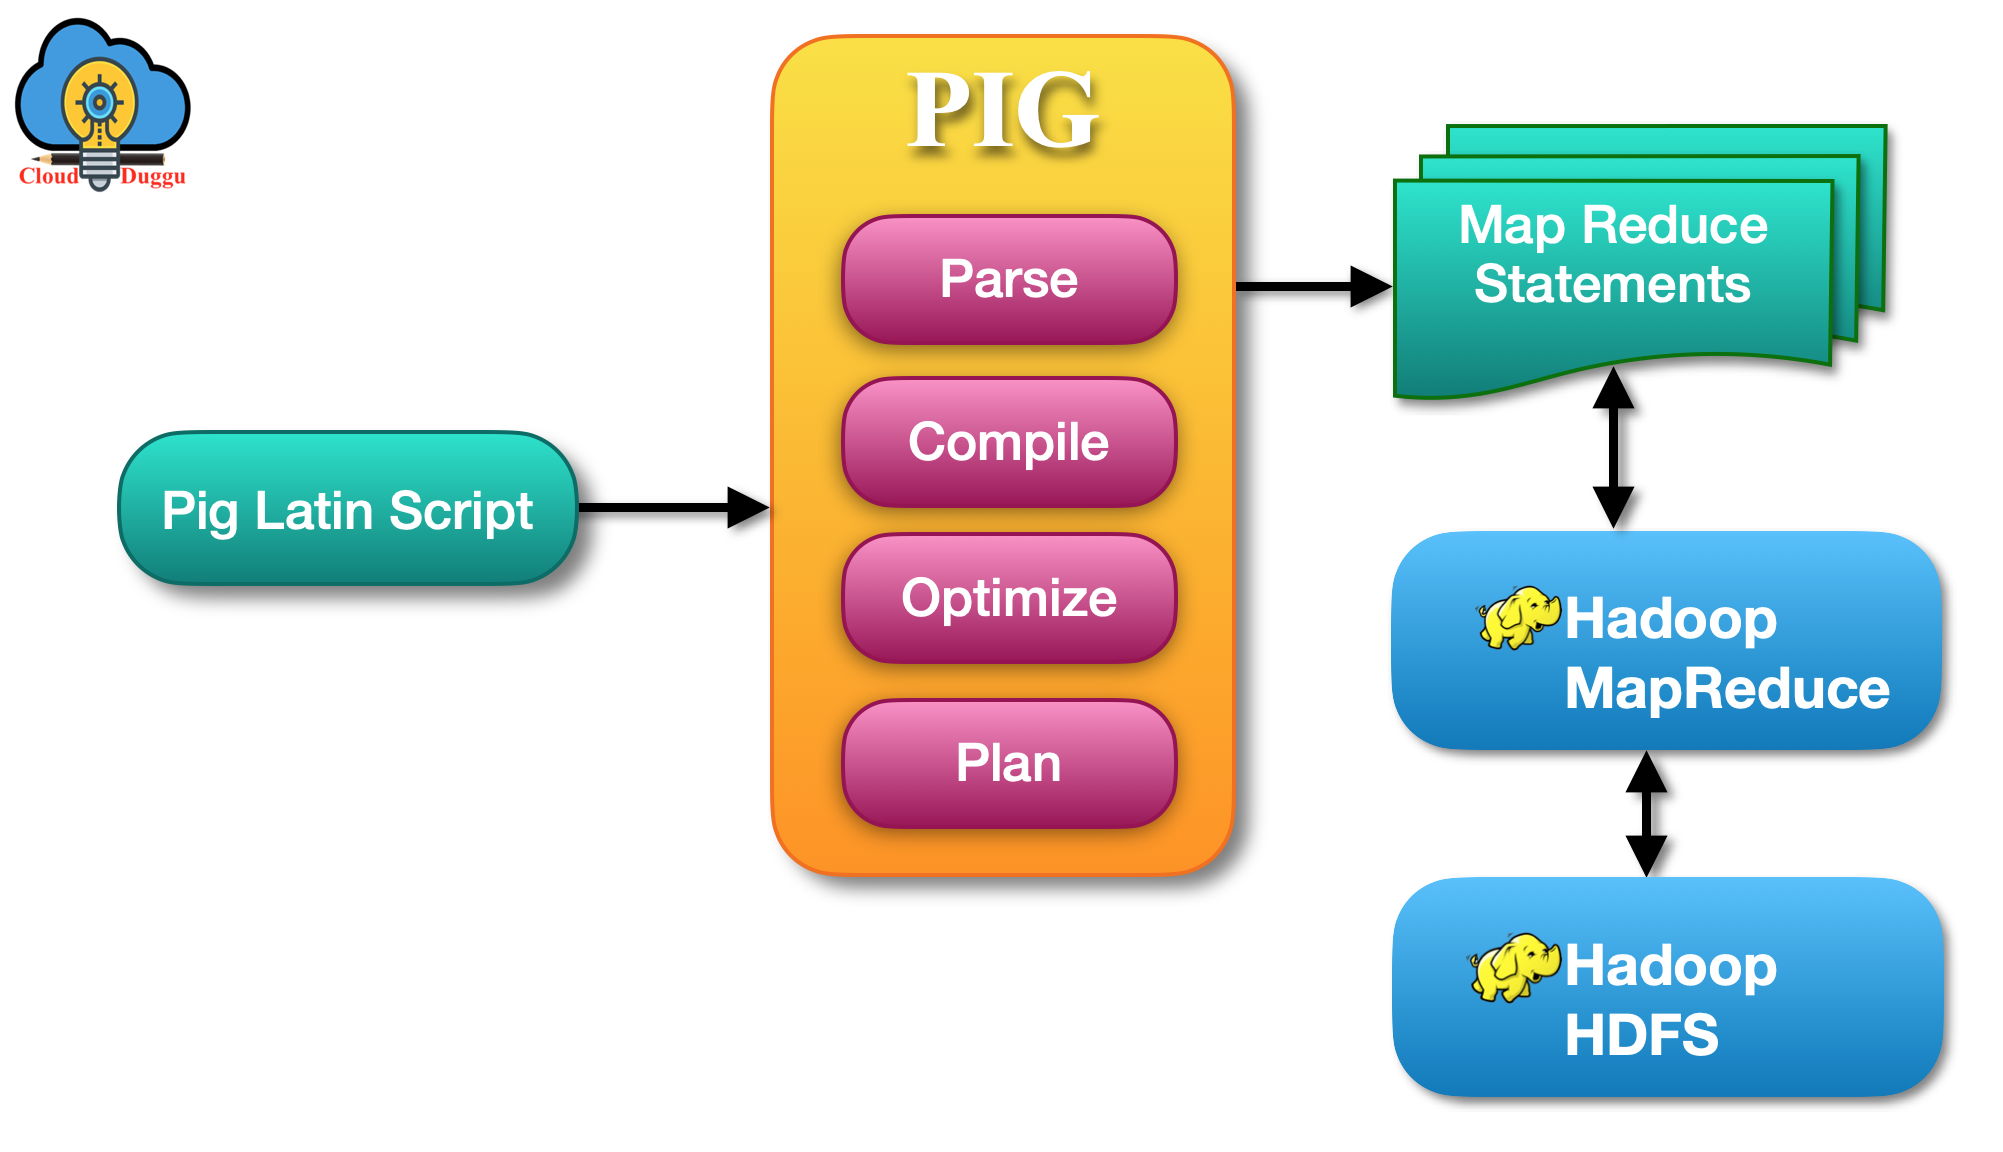 Cloud Duggu
PIG
Parse
Compile
Optimize
Plan
Pig Latin Script
Map Reduce
Statements
Hadoop
MapReduce
Hadoop
HDFS